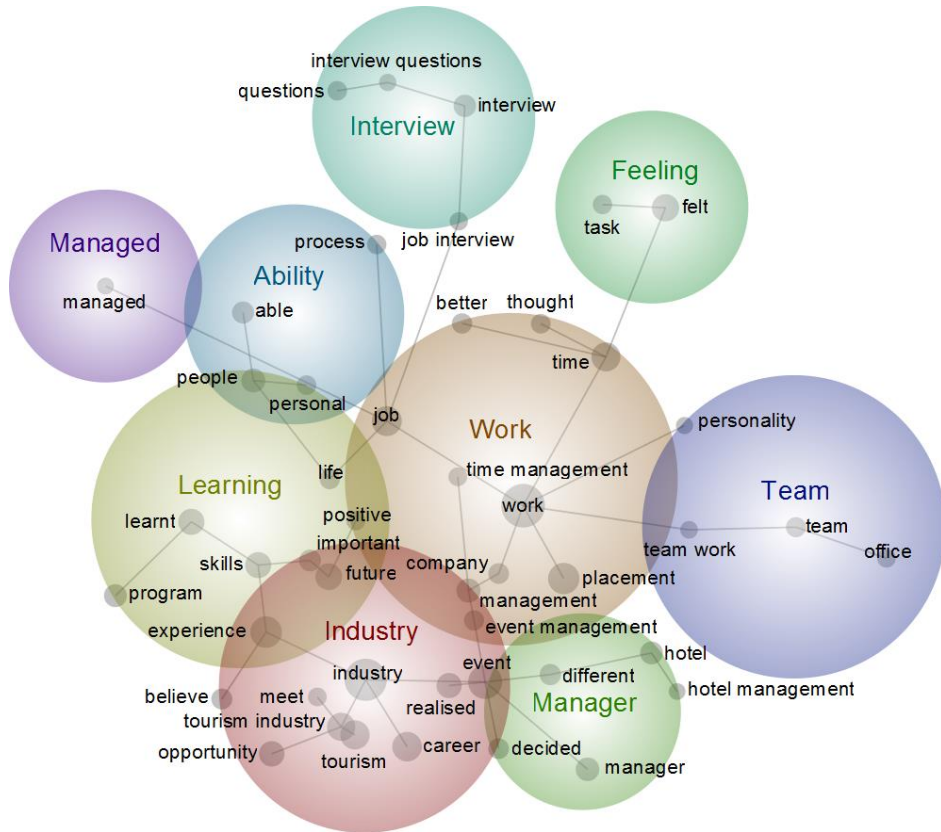 interview questions
questions
interview
Interview
Feeling
felt
task
process
job interview
Managed
managed
Ability
able
better
thought
time
people
personal
job
Work
personality
life
time management
Learning
Team
learnt
positive
work
team
important
team work
office
skills
future
company
placement
program
management
experience
Industry
event management
industry
event
different
hotel
believe
meet
realised
hotel management
tourism
industry
Manager
opportunity
tourism
career
decided
manager